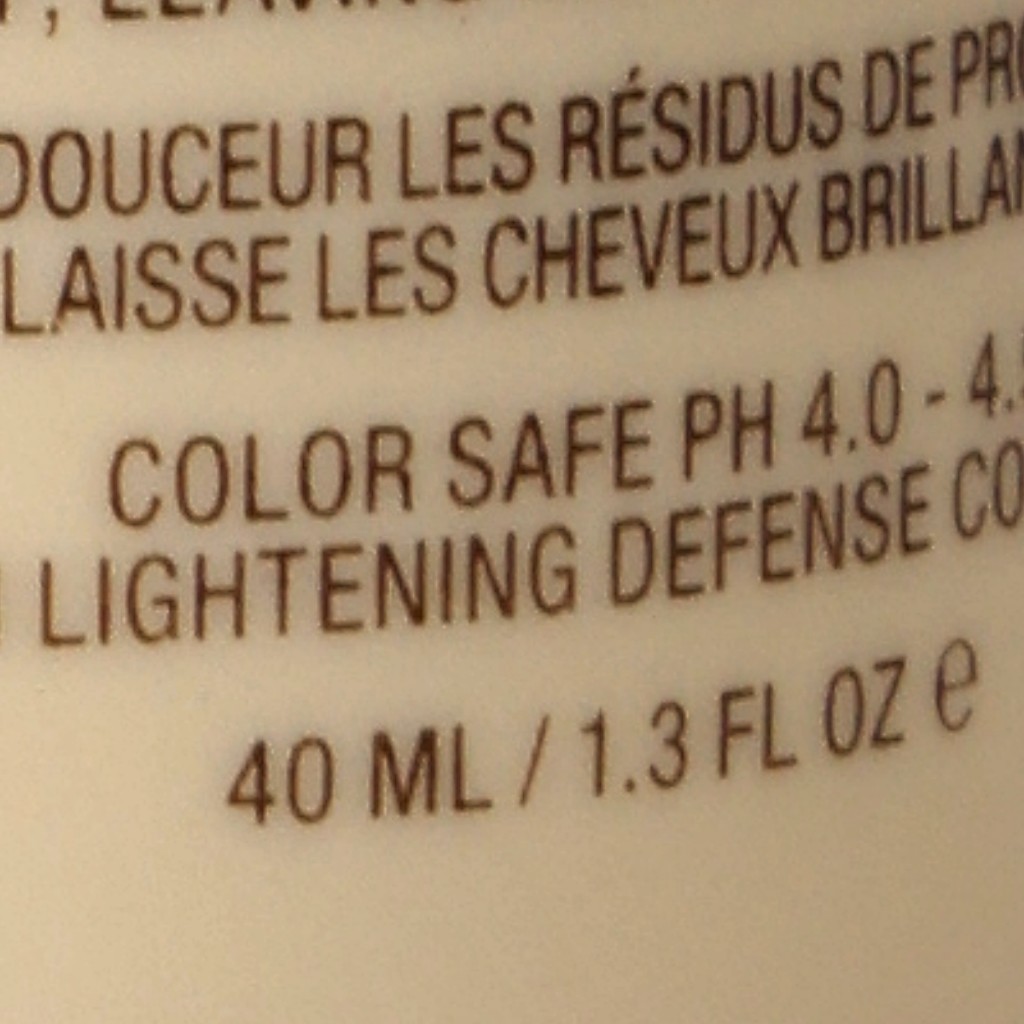 DOUCEUR LES RÉSIDUS DE
LAISSE LES CHEVEUX
COLOR SAFE PH 4.0 -
LIGHTENING DEFENSE
40 ML / 1.3 FL OZ ℮